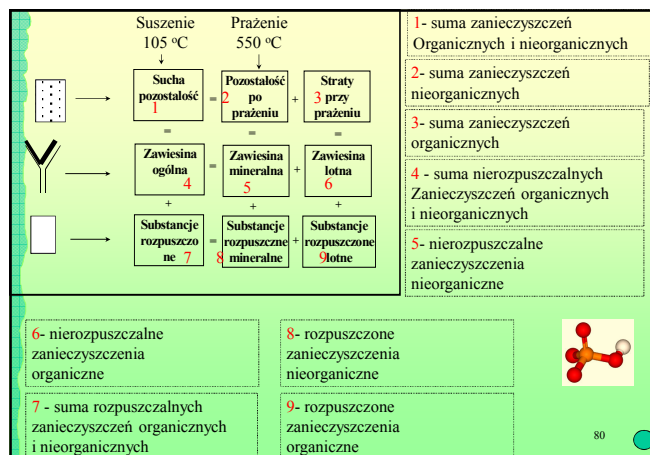 Suszenie Prażenie
105 °C 550 °C
Sucha
pozostałość
1
=
Pozostałość
po
prażeniu
2
+
Straty
przy
prażeniu
3
= = =
Zawiesina
ogólna
4
=
Zawiesina
mineralna
5
+
Zawiesina
lotna
6
+ + +
Substancje
rozpuszczo
ne 7
=
Substancje
rozpuszczne
mineralne
8
+
Substancje
rozpuszczone
lotne
9
1- suma zanieczyszczeń
Organicznych i nieorganicznych
2- suma zanieczyszczeń
nieorganicznych
3- suma zanieczyszczeń
organicznych
4 - suma nierozpuszczalnych
Zanieczyszczeń organicznych
i nieorganicznych
5- nierozpuszczalne
zanieczyszczenia
nieorganiczne
6- nierozpuszczalne
zanieczyszczenia
organiczne
7 - suma rozpuszczalnych
zanieczyszczeń organicznych
i nieorganicznych
8- rozpuszczone
zanieczyszczenia
nieorganiczne
9- rozpuszczone
zanieczyszczenia
organiczne
80